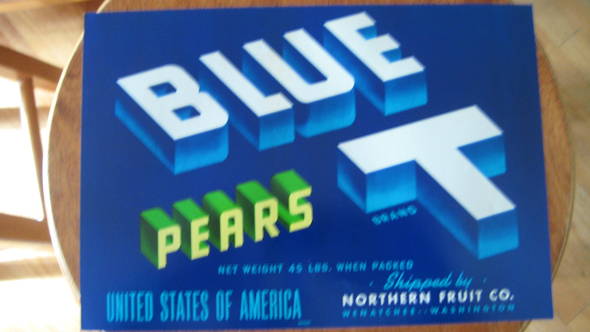 BLUE
T
BRAND
PEARS
NET WEIGHT 45 LBS. WHEN PACKED
Shipped by
NORTHERN FRUIT CO.
WENATCHEE - WASHINGTON
UNITED STATES OF AMERICA